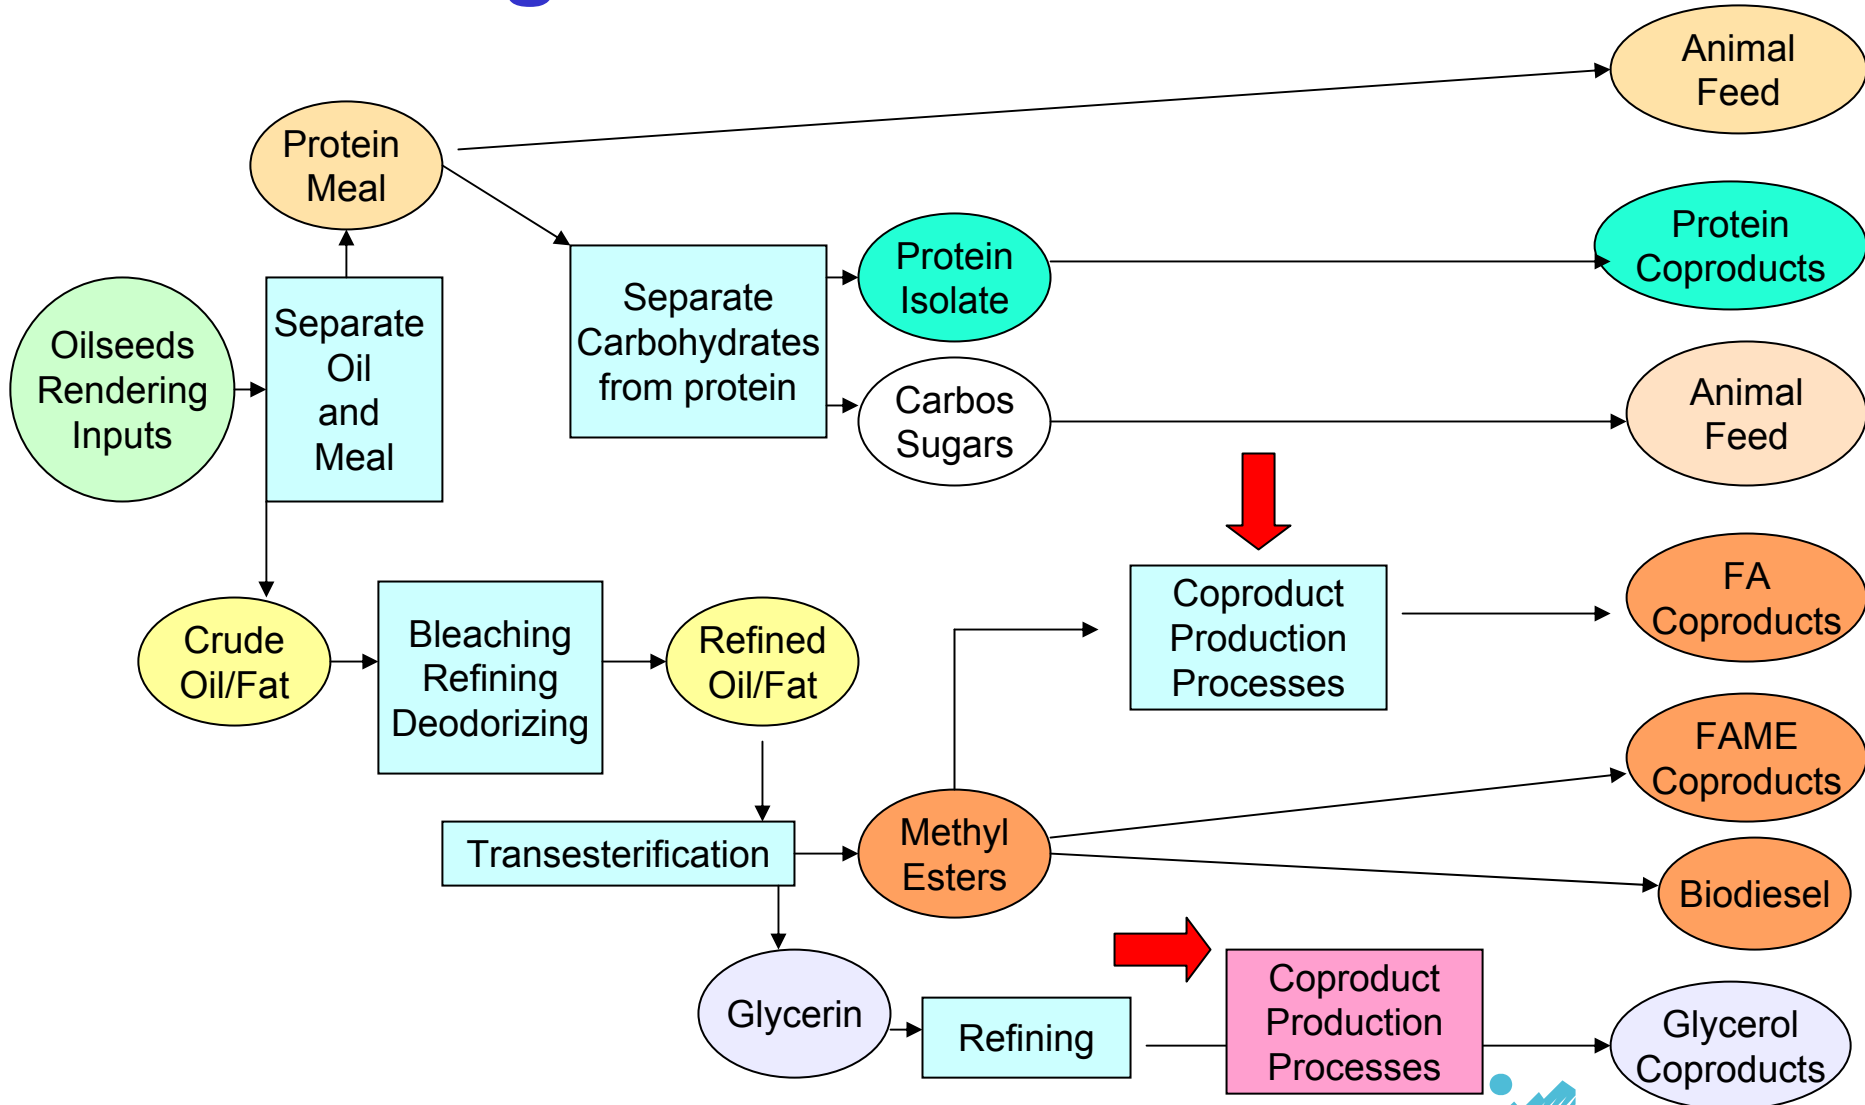 Animal
Feed
Protein
Meal
Protein
Coproducts
Protein
Isolate
Separate
Carbohydrates
from protein
Oilseeds
Rendering
Inputs
Separate
Oil
and
Meal
Carbos
Sugars
Animal
Feed
Coproduct
Production
Processes
FA
Coproducts
Crude
Oil/Fat
Bleaching
Refining
Deodorizing
Refined
Oil/Fat
FAME
Coproducts
Transesterification
Methyl
Esters
Biodiesel
Glycerin
Refining
Coproduct
Production
Processes
Glycerol
Coproducts